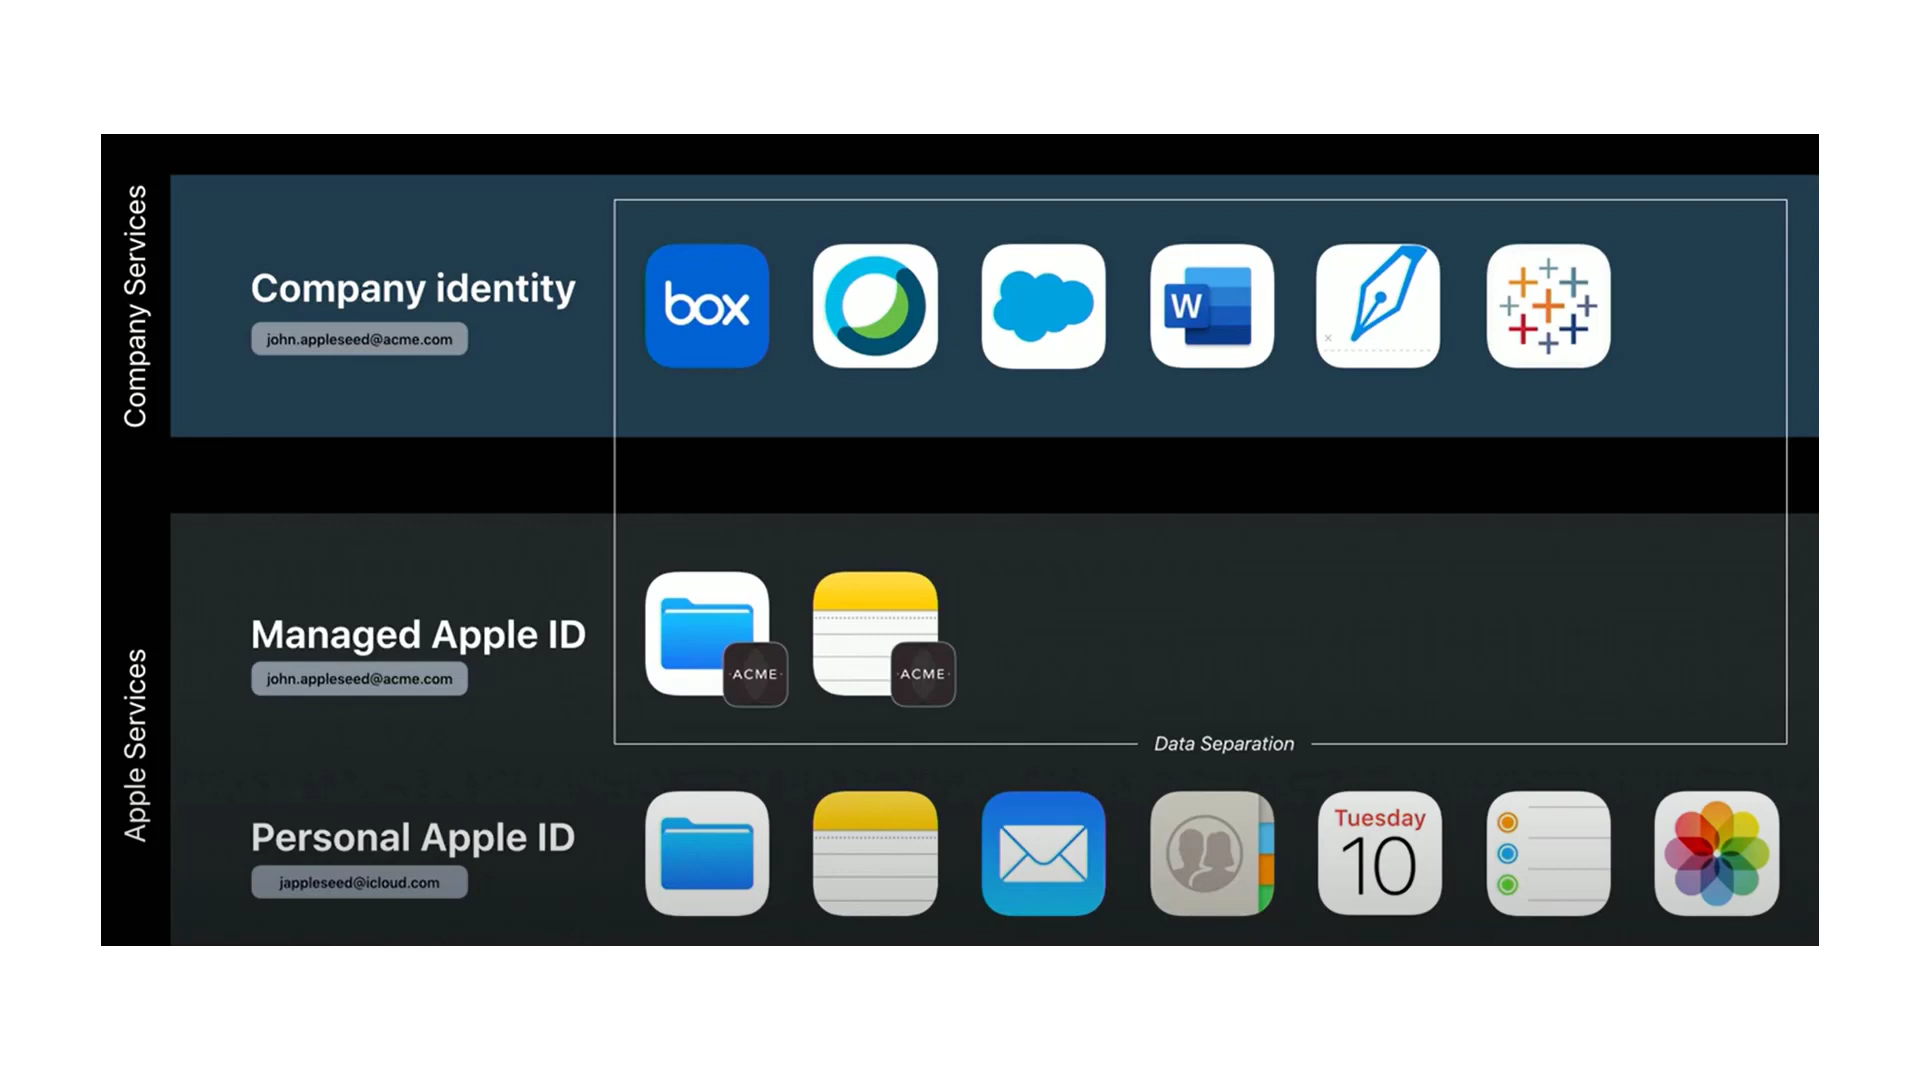 Company Services
Company identity
john.appleseed@acme.com
box
W
×
Apple Services
Managed Apple ID
john.appleseed@acme.com
·ACME·
·ACME·
Data Separation
Personal Apple ID
jappleseed@icloud.com
Tuesday
10